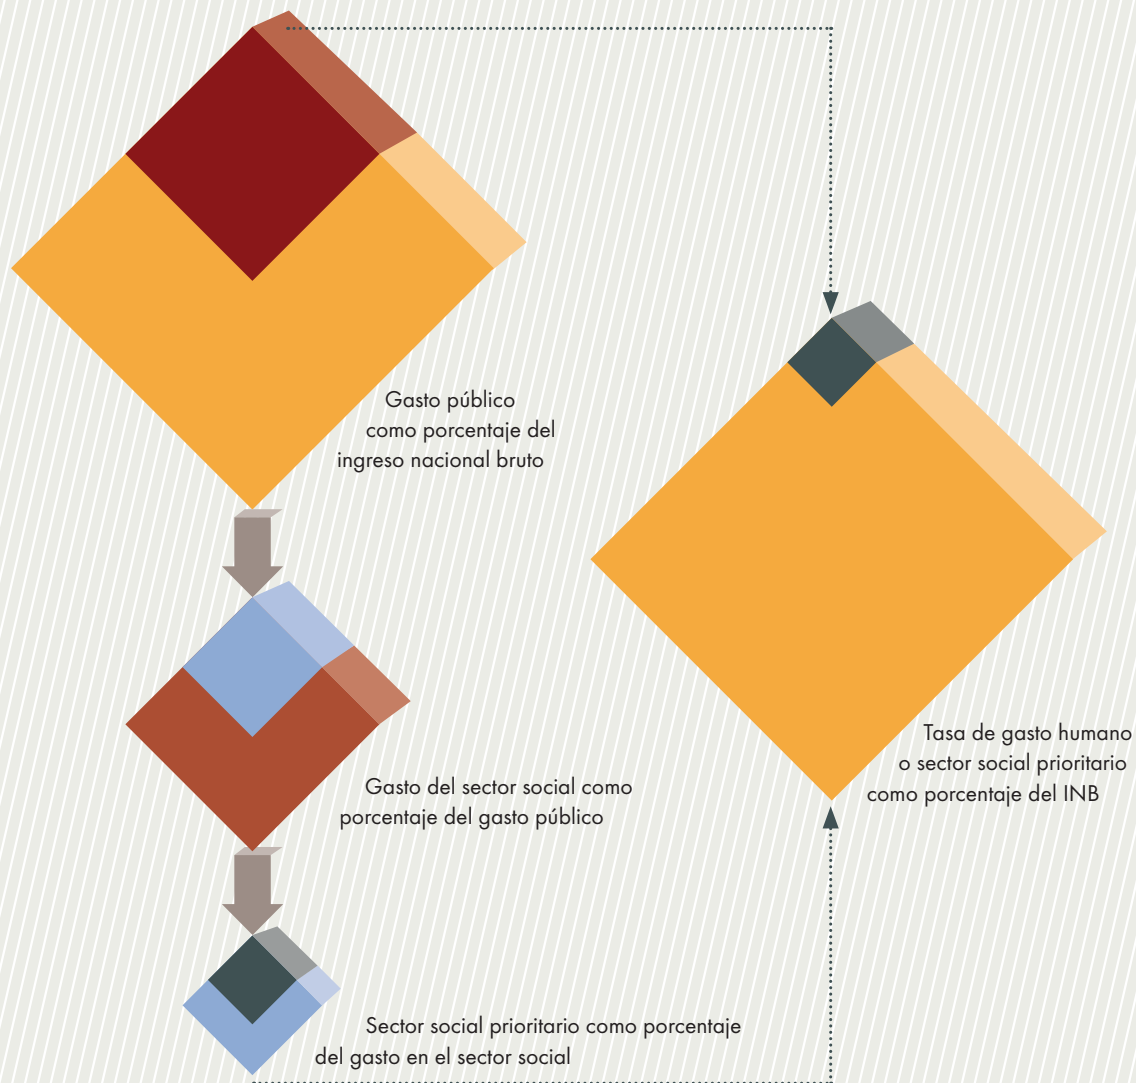 Gasto público
como porcentaje del
ingreso nacional bruto
Gasto del sector social como
porcentaje del gasto público
Sector social prioritario como porcentaje
del gasto en el sector social
Tasa de gasto humano
o sector social prioritario
como porcentaje del INB